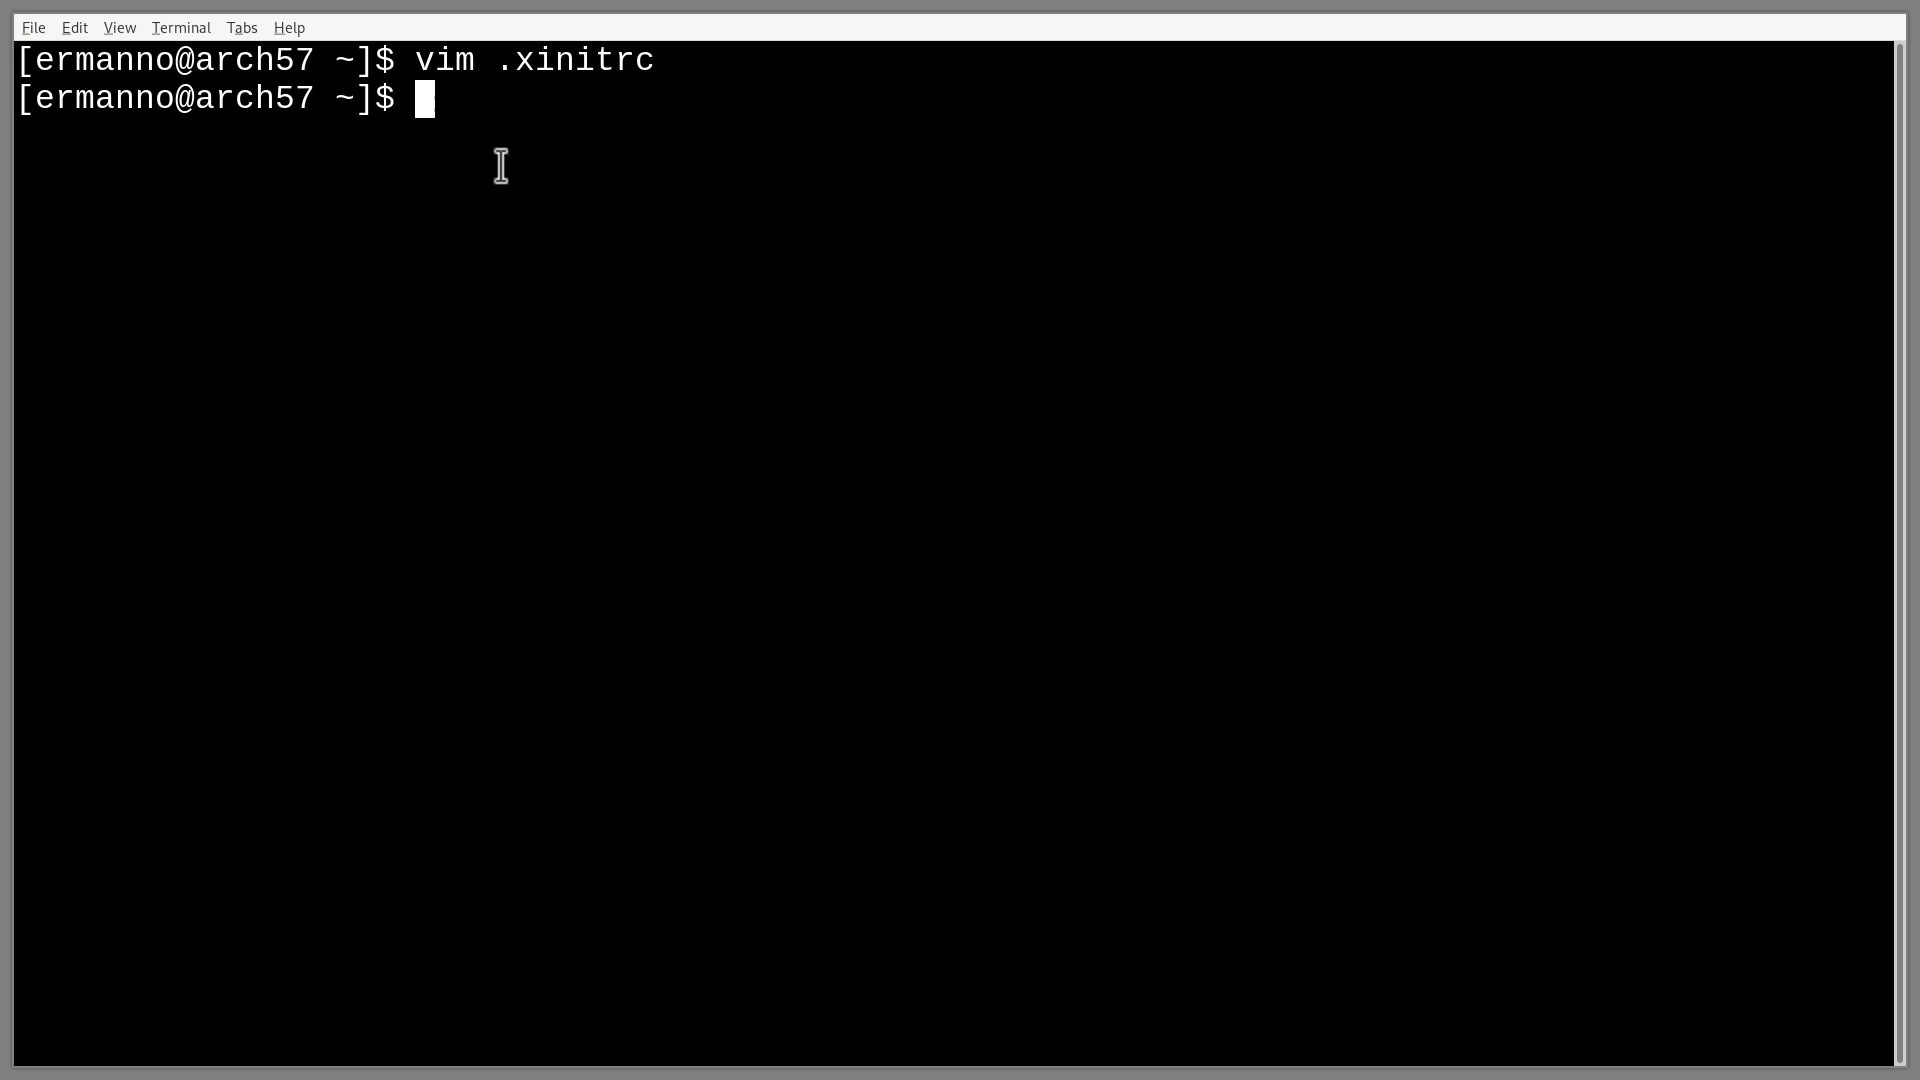 File Edit View Terminal Tabs Help
[ermanno@arch57 ~]$ vim .xinitrc
[ermanno@arch57 ~]$